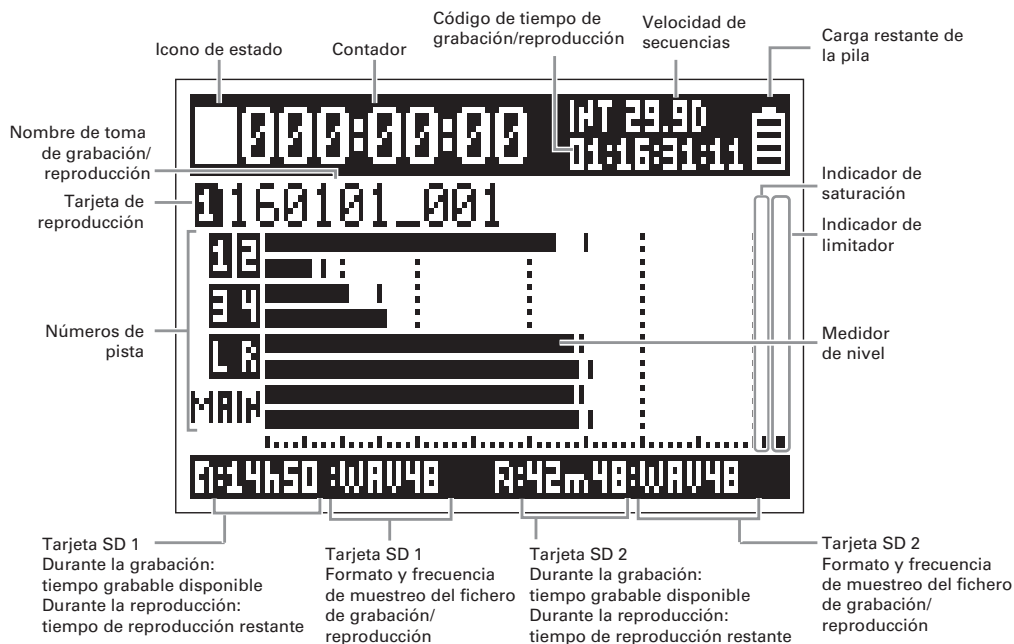 Icono de estado
Contador
Código de tiempo de
grabación/reproducción
Velocidad de
secuencias
Carga restante de
la pila
000:00:00
INT 29.9D
01:16:31:11
Nombre de toma
de grabación/
reproducción
Tarjeta de
reproducción
1 160101_001
Indicador de
saturación
Indicador de
limitador
1 2
3 4
L R
MAIN
Números de
pista
Medidor
de nivel
A:14h50 :WAV48 A:42m48:WAV48
Tarjeta SD 1
Durante la grabación:
tiempo grabable disponible
Durante la reproducción:
tiempo de reproducción restante
Tarjeta SD 1
Formato y frecuencia
de muestreo del fichero
de grabación/
reproducción
Tarjeta SD 2
Durante la grabación:
tiempo grabable disponible
Durante la reproducción:
tiempo de reproducción restante
Tarjeta SD 2
Formato y frecuencia
de muestreo del fichero
de grabación/
reproducción